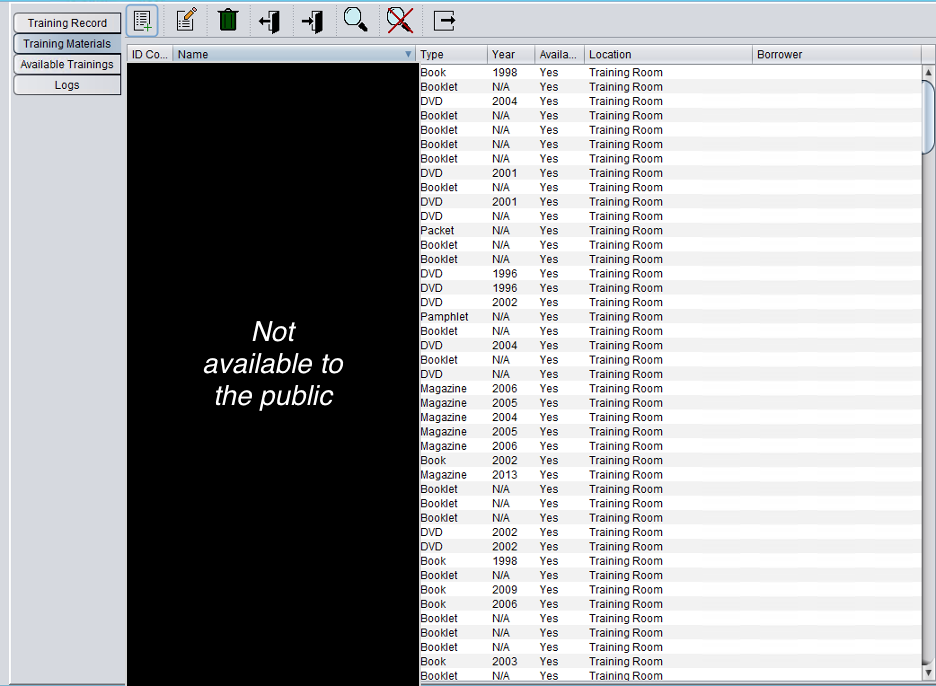 Training Record
Training Materials
Available Trainings
Logs
ID Co... Name Type Year Availa... Location Borrower
Book 1998 Yes Training Room
Booklet N/A Yes Training Room
DVD 2004 Yes Training Room
Booklet N/A Yes Training Room
Booklet N/A Yes Training Room
Booklet N/A Yes Training Room
Booklet N/A Yes Training Room
DVD 2001 Yes Training Room
Booklet N/A Yes Training Room
DVD 2001 Yes Training Room
DVD N/A Yes Training Room
Packet N/A Yes Training Room
Booklet N/A Yes Training Room
Booklet N/A Yes Training Room
DVD 1996 Yes Training Room
DVD 1996 Yes Training Room
DVD 2002 Yes Training Room
Pamphlet N/A Yes Training Room
Booklet N/A Yes Training Room
DVD 2004 Yes Training Room
Booklet N/A Yes Training Room
DVD N/A Yes Training Room
Magazine 2006 Yes Training Room
Magazine 2005 Yes Training Room
Magazine 2004 Yes Training Room
Magazine 2005 Yes Training Room
Magazine 2006 Yes Training Room
Book 2002 Yes Training Room
Magazine 2013 Yes Training Room
Booklet N/A Yes Training Room
Booklet N/A Yes Training Room
Booklet N/A Yes Training Room
DVD 2002 Yes Training Room
DVD 2002 Yes Training Room
Book 1998 Yes Training Room
Booklet N/A Yes Training Room
Book 2009 Yes Training Room
Book 2006 Yes Training Room
Booklet N/A Yes Training Room
Booklet N/A Yes Training Room
Booklet N/A Yes Training Room
Book 2003 Yes Training Room
Booklet N/A Yes Training Room
Not
available to
the public